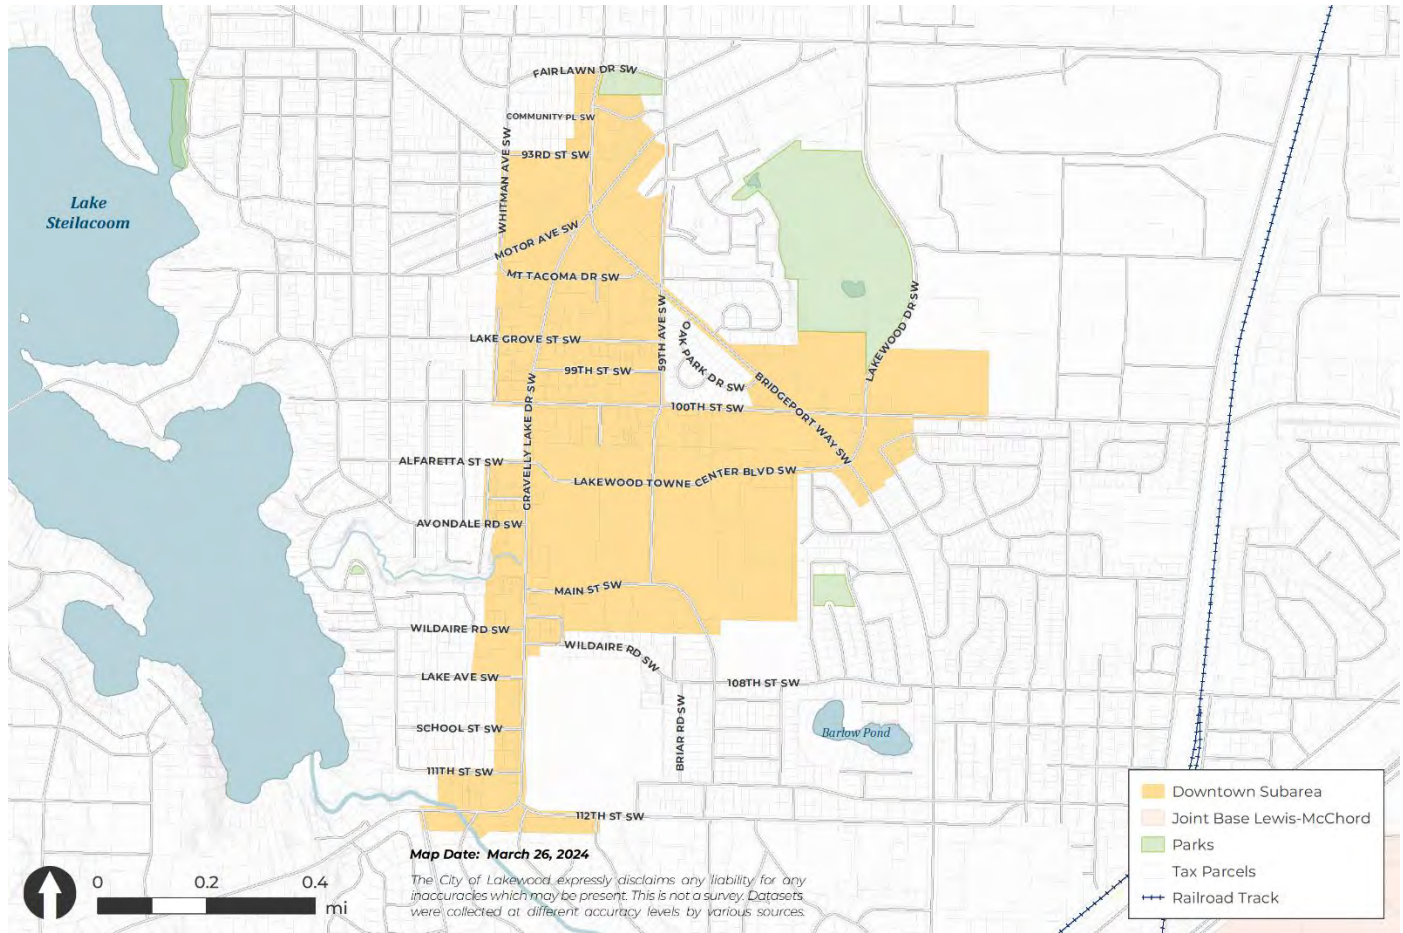 FAIRLAWN DR SW
COMMUNITY PL SW
WHITMAN AVE SW
93RD ST SW
Lake
Steilacoom
MOTOR AVE SW
MT TACOMA DR SW
59TH AVE SW
OAK PARK DR SW
LAKEWOOD DR SW
LAKE GROVE ST SW
99TH ST SW
BRIDGEPORT WAY SW
GRAVELLY LAKE DR SW
100TH ST SW
ALFARETTA ST SW
LAKEWOOD TOWNE CENTER BLVD SW
AVONDALE RD SW
MAIN ST SW
WILDAIRE RD SW
WILDAIRE RD SW
LAKE AVE SW
108TH ST SW
BRIAR RD SW
SCHOOL ST SW
Barlow Pond
111TH ST SW
112TH ST SW
Downtown Subarea
Joint Base Lewis-McChord
Parks
Tax Parcels
Railroad Track
Map Date: March 26, 2024
The City of Lakewood expressly disclaims any liability for any
inaccuracies which may be present. This is not a survey. Datasets
were collected at different accuracy levels by various sources.
0 0.2 0.4
mi